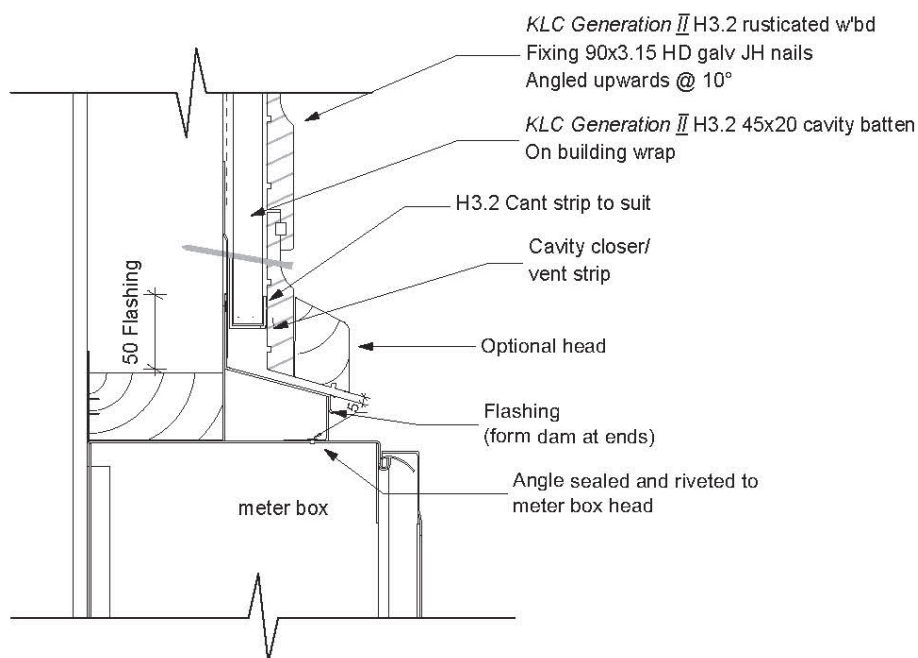 KLC Generation II H3.2 rusticated w'bd
Fixing 90x3.15 HD galv JH nails
Angled upwards @ 10°
KLC Generation II H3.2 45x20 cavity batten
On building wrap
H3.2 Cant strip to suit
Cavity closer/
vent strip
50 Flashing
Optional head
5
Flashing
(form dam at ends)
Angle sealed and riveted to
meter box head
meter box